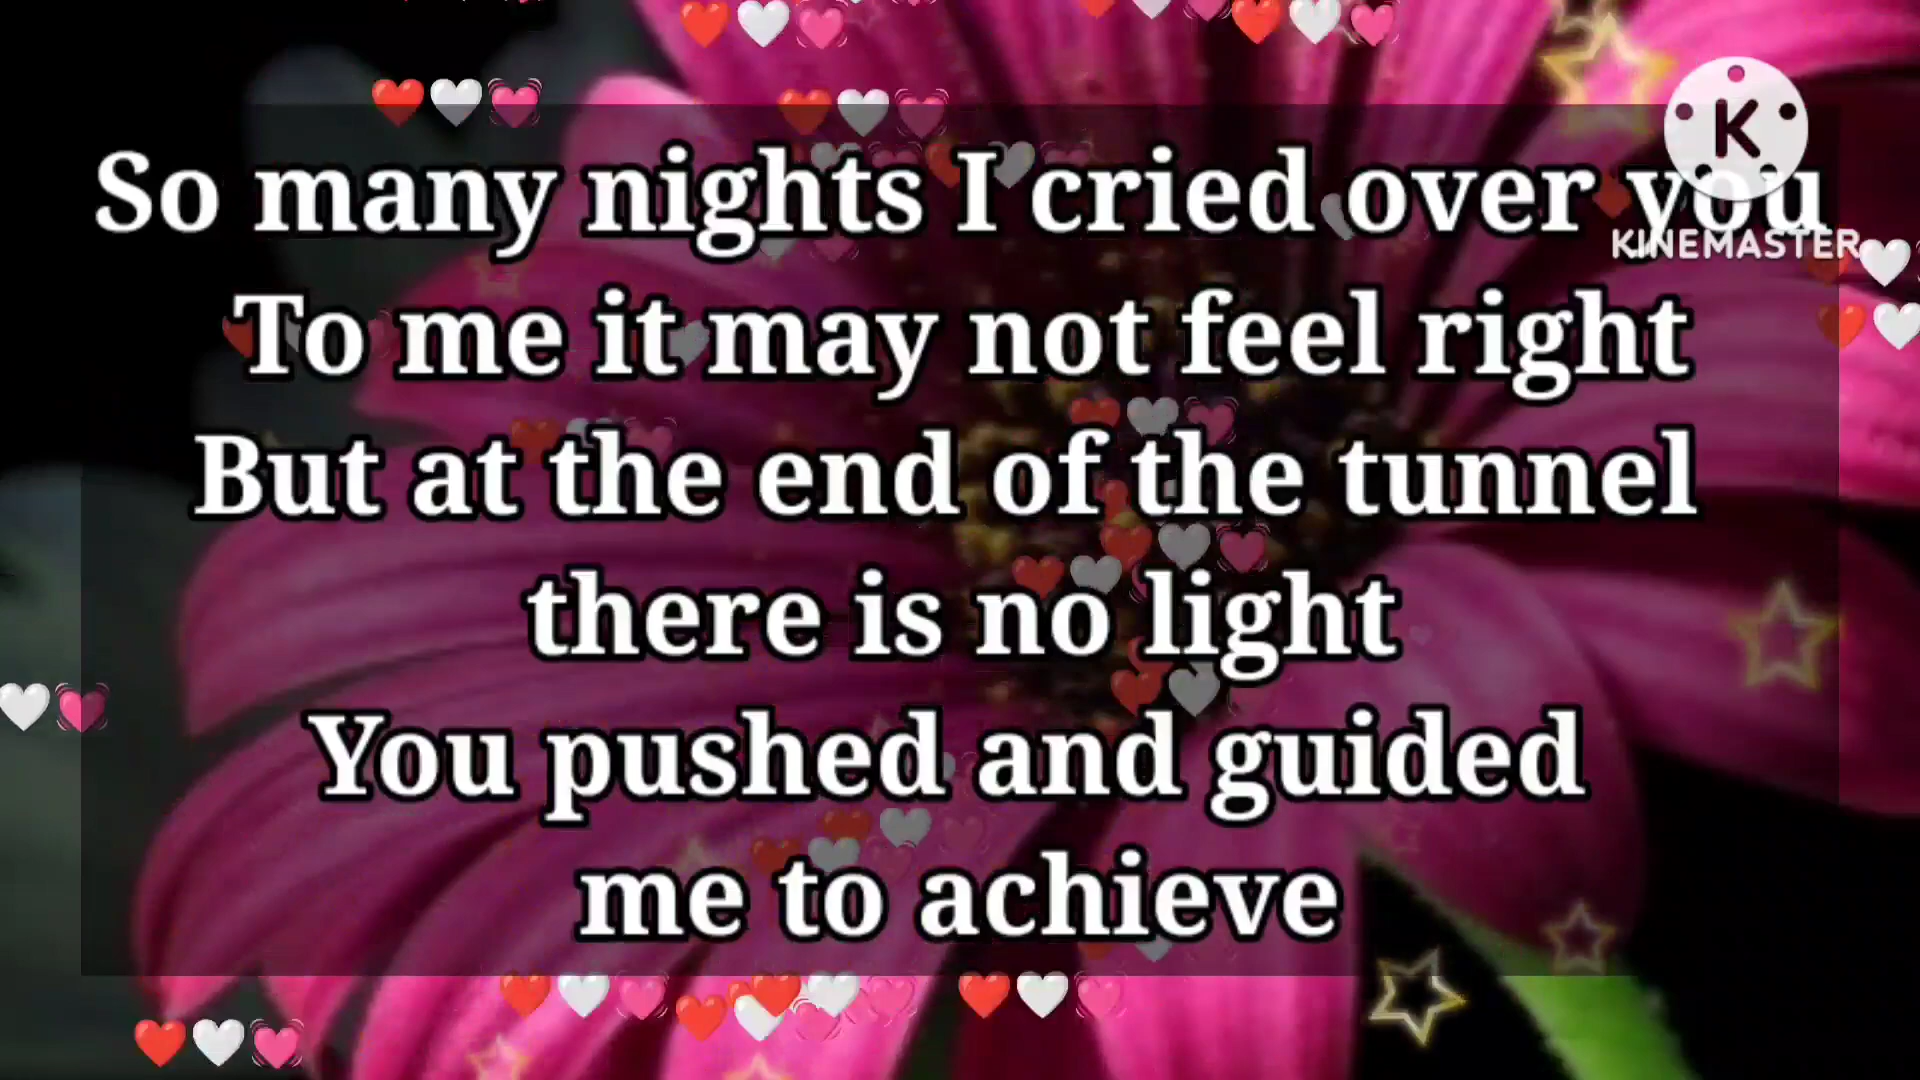 So many nights I cried over you
To me it may not feel right
But at the end of the tunnel
there is no light
You pushed and guided
me to achieve
K
KINEMASTER